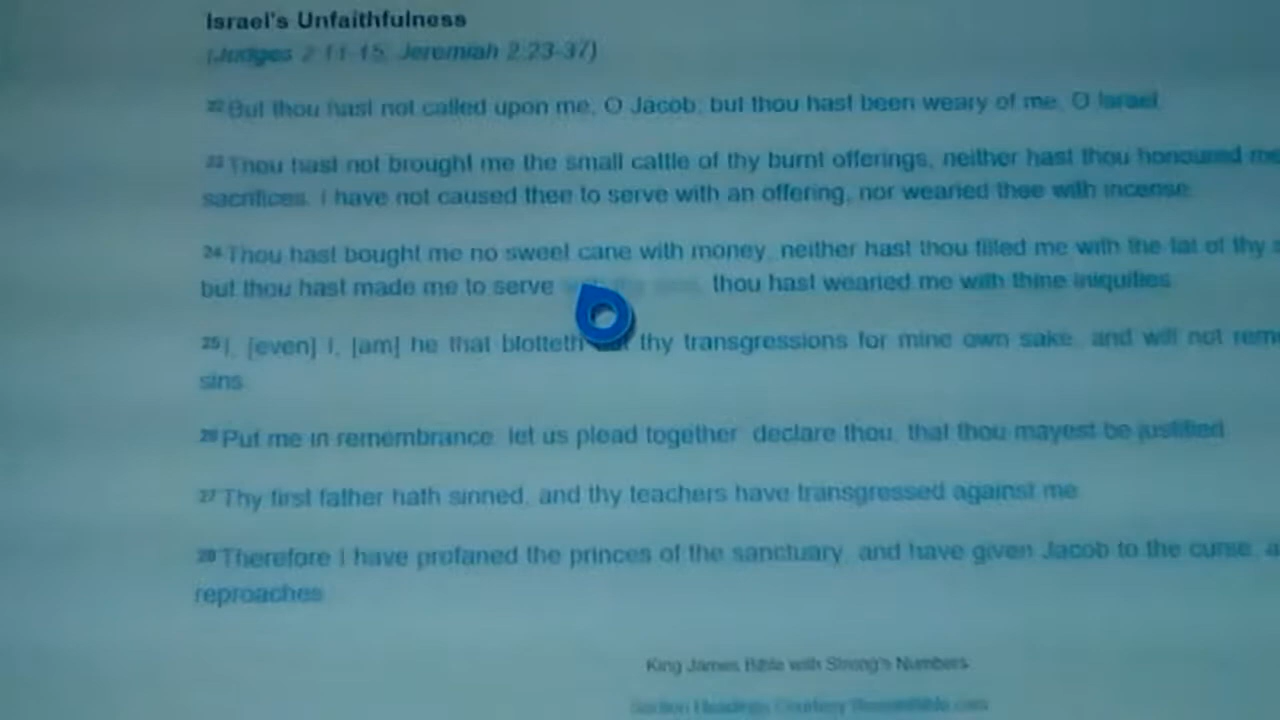 Israel's Unfaithfulness
(Judges 2:11-15; Jeremiah 2:23-37)
22 But thou hast not called upon me, O Jacob; but thou hast been weary of me, O Israel.
23 Thou hast not brought me the small cattle of thy burnt offerings; neither hast thou honoured me
sacrifices. I have not caused thee to serve with an offering, nor wearied thee with incense.
24 Thou hast bought me no sweet cane with money, neither hast thou filled me with the fat of thy
but thou hast made me to serve thou hast wearied me with thine iniquities.
25 I, [even] I, [am] he that blotteth thy transgressions for mine own sake, and will not rem
sins.
26 Put me in remembrance: let us plead together: declare thou, that thou mayest be justified.
27 Thy first father hath sinned, and thy teachers have transgressed against me.
28 Therefore I have profaned the princes of the sanctuary, and have given Jacob to the curse, a
reproaches.
King James Bible with Strong's Numbers
Section Headings Courtesy